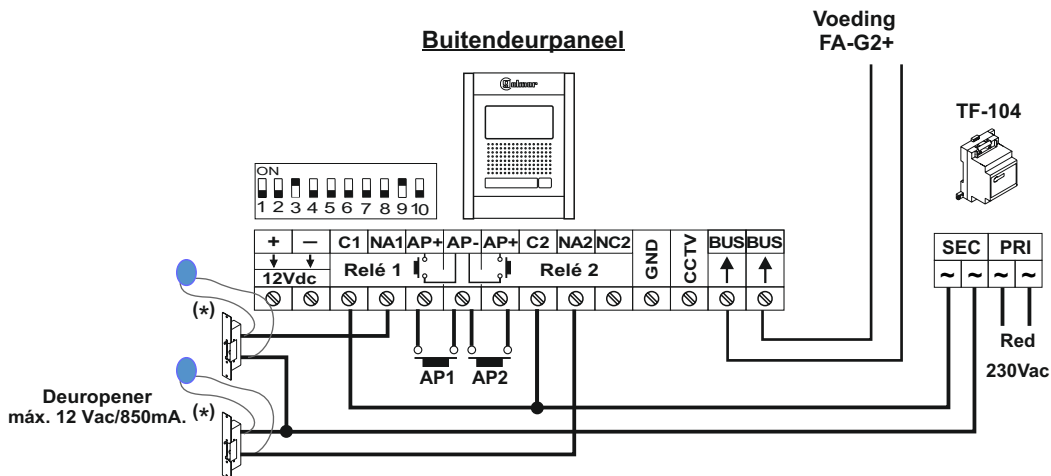 Buitendeurpaneel
Voeding
FA-G2+
golmar
TF-104
ON
1 2 3 4 5 6 7 8 9 10
+ – C1 NA1 AP+ AP- AP+ C2 NA2 NC2 GND CCTV BUS BUS
12Vdc Relé 1 Relé 2
SEC PRI
~ ~ ~ ~
(*)
AP1 AP2
Red
230Vac
Deuropener
máx. 12 Vac/850mA. (*)